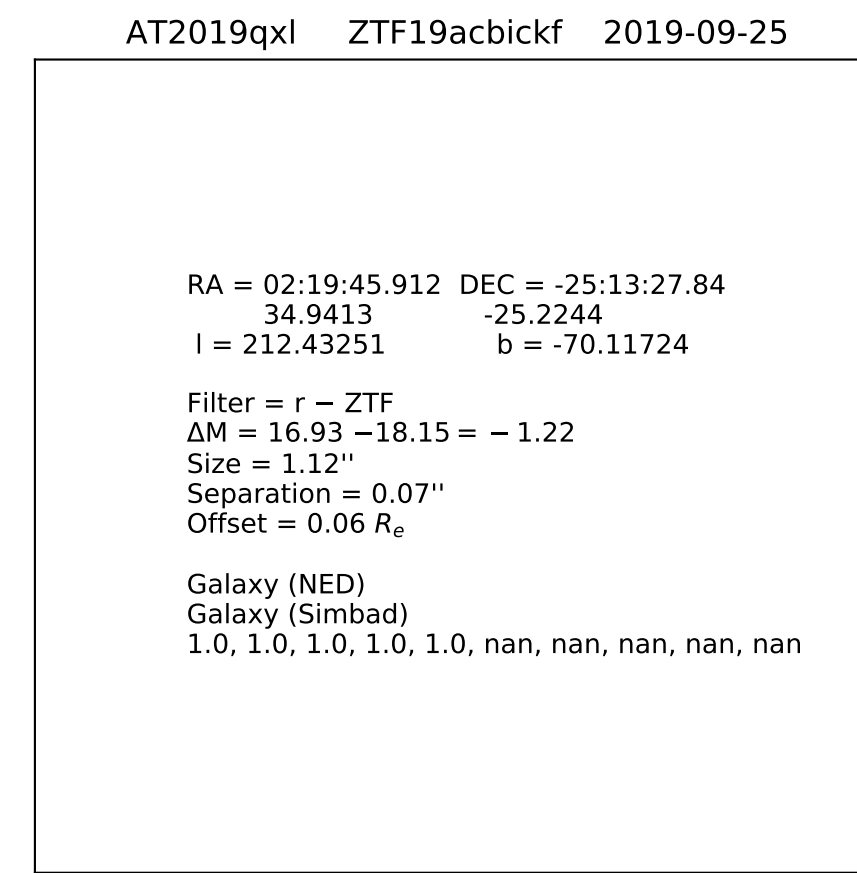 AT2019qxl ZTF19acbickf 2019-09-25
RA = 02:19:45.912 DEC = -25:13:27.84
34.9413 -25.2244
l = 212.43251 b = -70.11724
Filter = r − ZTF
ΔM = 16.93 −18.15 = − 1.22
Size = 1.12''
Separation = 0.07''
Offset = 0.06 Rₑ
Galaxy (NED)
Galaxy (Simbad)
1.0, 1.0, 1.0, 1.0, 1.0, nan, nan, nan, nan, nan